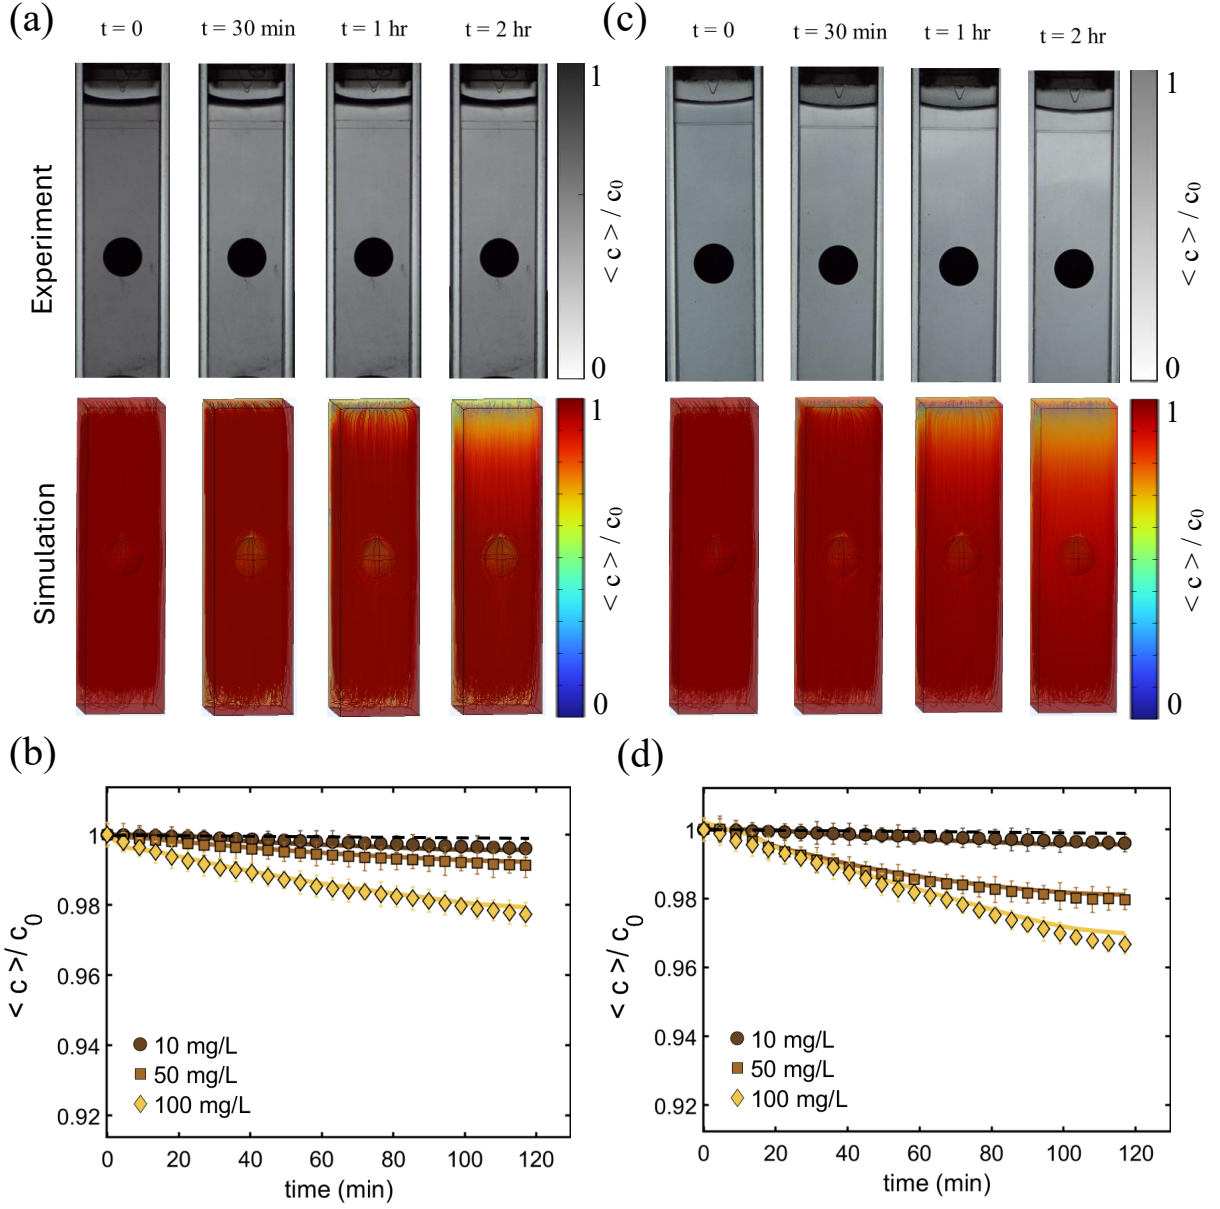 (a)
t = 0
t = 30 min
t = 1 hr
t = 2 hr
Experiment
1
0
< c > / c0
Simulation
1
0
< c > / c0
(c)
t = 0
t = 30 min
t = 1 hr
t = 2 hr
1
0
< c > / c0
1
0
< c > / c0
(b)
< c >/ c0
1
0.98
0.96
0.94
0.92
10 mg/L
50 mg/L
100 mg/L
0 20 40 60 80 100 120
time (min)
(d)
< c >/ c0
1
0.98
0.96
0.94
0.92
10 mg/L
50 mg/L
100 mg/L
0 20 40 60 80 100 120
time (min)